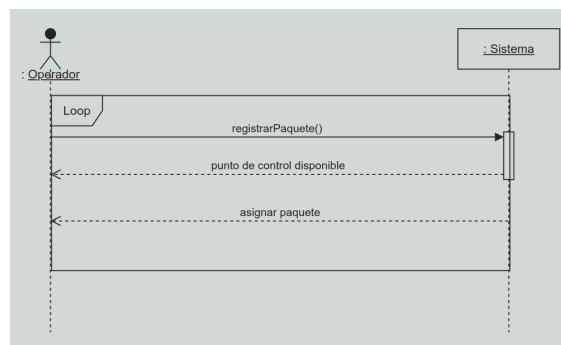 : Sistema
: Operador
Loop
registrarPaquete()
punto de control disponible
asignar paquete